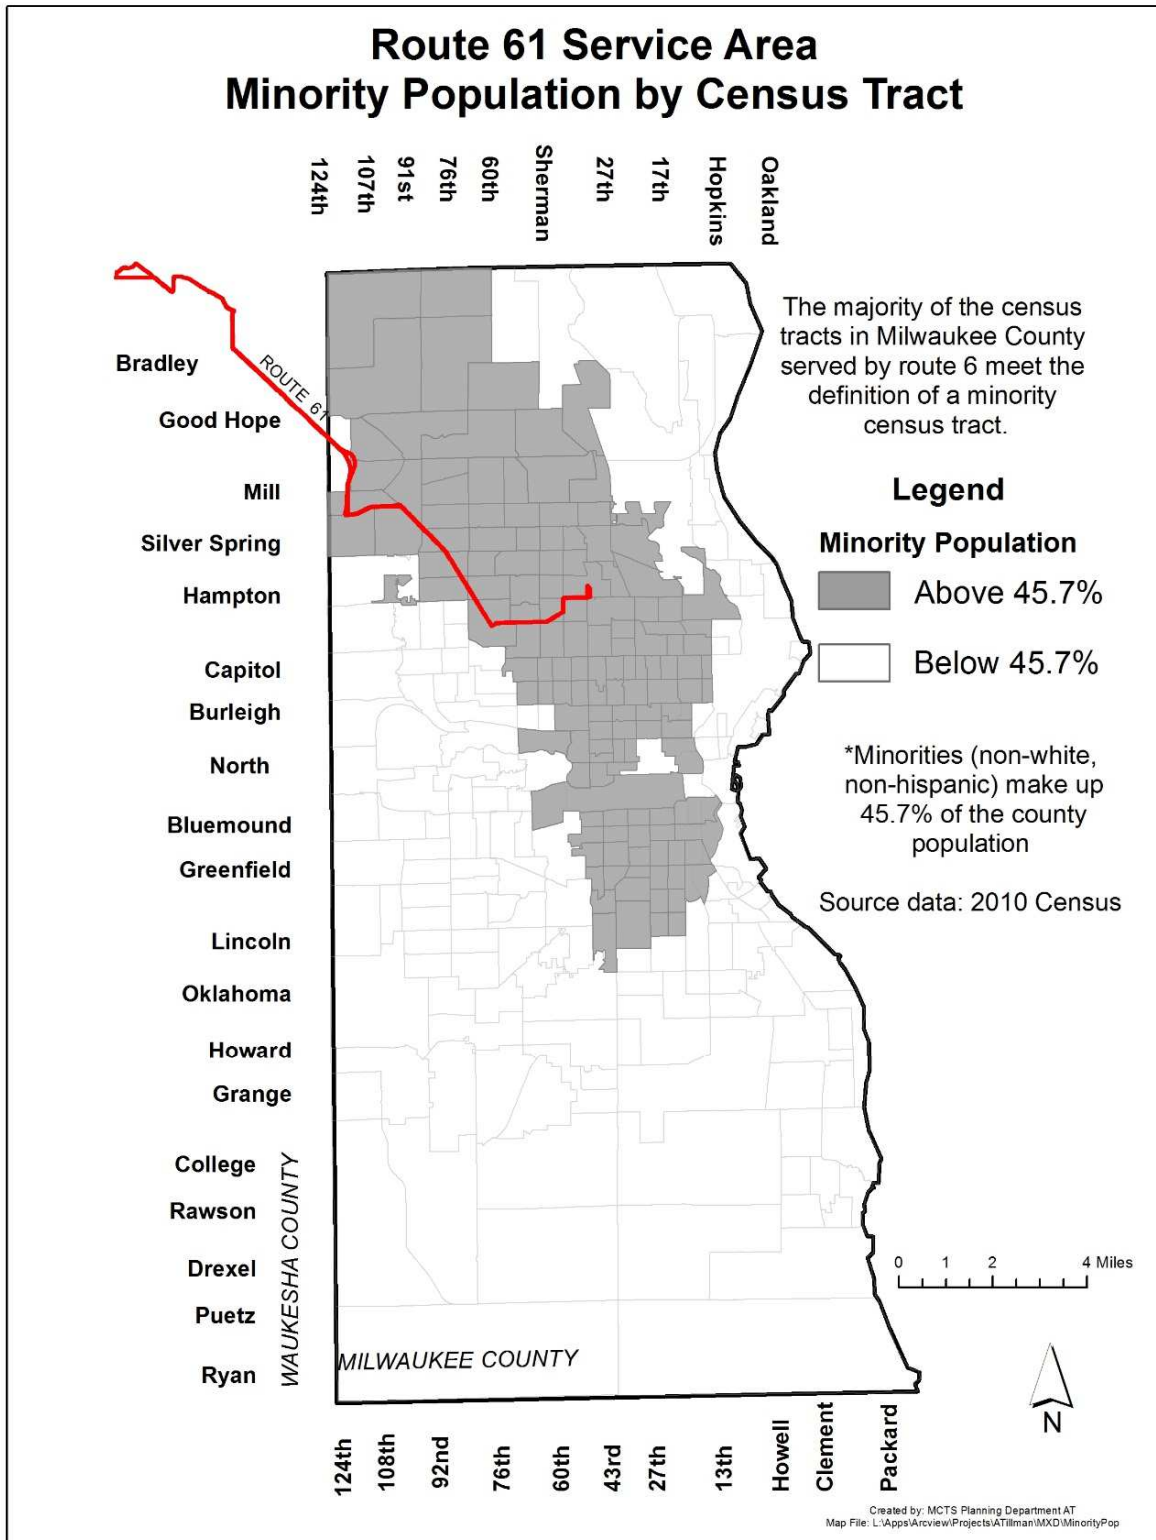 Route 61 Service Area
Minority Population by Census Tract
124th
107th
91st
76th
60th
Sherman
27th
17th
Hopkins
Oakland
The majority of the census
tracts in Milwaukee County
served by route 6 meet the
definition of a minority
census tract.
ROUTE 61
Bradley
Good Hope
Mill
Silver Spring
Hampton
Capitol
Burleigh
North
Bluemound
Greenfield
Lincoln
Oklahoma
Howard
Grange
College
Rawson
Drexel
Puetz
Ryan
Legend
Minority Population
Above 45.7%
Below 45.7%
*Minorities (non-white,
non-hispanic) make up
45.7% of the county
population
Source data: 2010 Census
WAUKESHA COUNTY
MILWAUKEE COUNTY
0 1 2 4 Miles
N
124th
108th
92nd
76th
60th
43rd
27th
13th
Howell
Clement
Packard
Created by: MCTS Planning Department AT
Map File: L:\Apps\Arcview\Projects\ATillman\MXD\MinorityPop